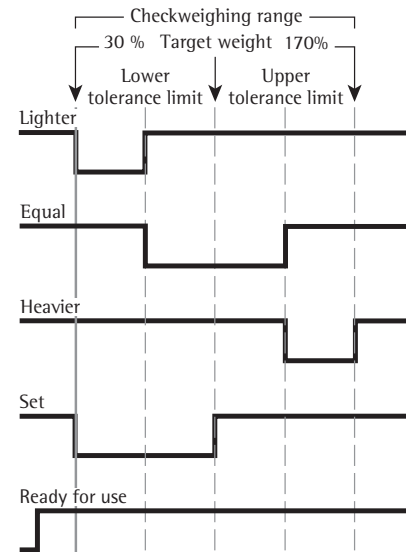 Checkweighing range
30 % Target weight 170%
Lower tolerance limit
Upper tolerance limit
Lighter
Equal
Heavier
Set
Ready for use